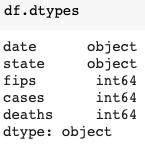 df.dtypes
date object
state object
fips int64
cases int64
deaths int64
dtype: object